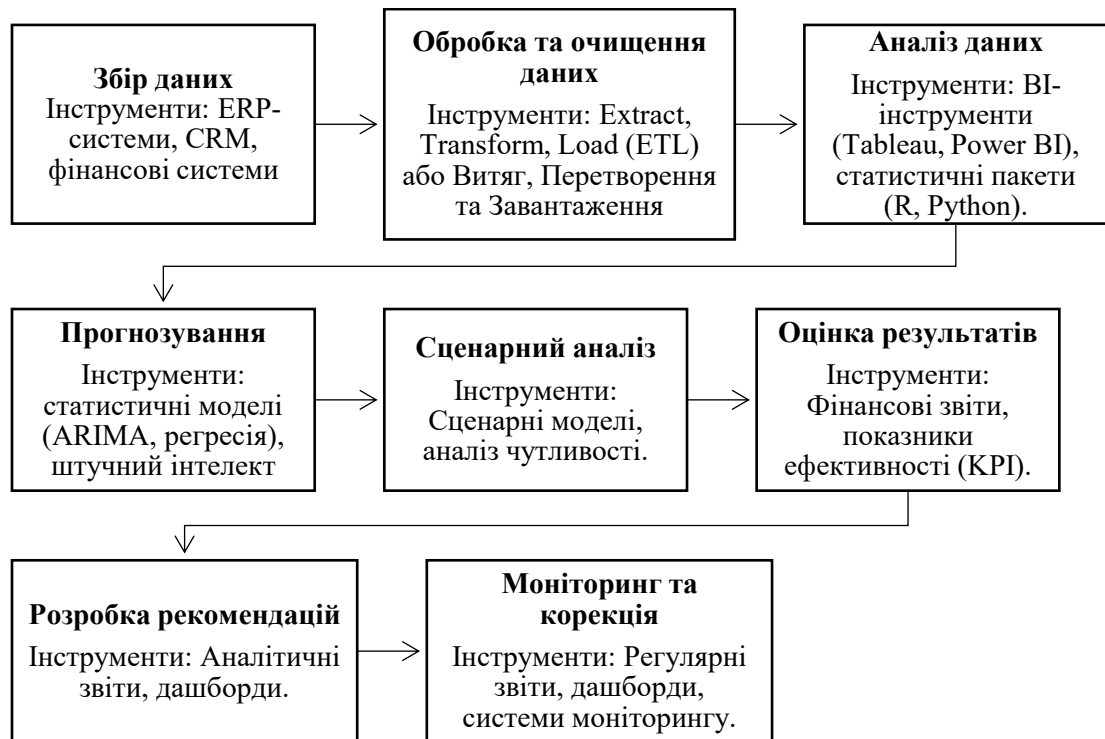 Збір даних
Інструменти: ERP-
системи, CRM,
фінансові системи
Обробка та очищення
даних
Інструменти: Extract,
Transform, Load (ETL)
або Витяг, Перетворення
та Завантаження
Аналіз даних
Інструменти: BI-
інструменти
(Tableau, Power BI),
статистичні пакети
(R, Python).
Прогнозування
Інструменти:
статистичні моделі
(ARIMA, регресія),
штучний інтелект
Сценарний аналіз
Інструменти:
Сценарні моделі,
аналіз чутливості.
Оцінка результатів
Інструменти:
Фінансові звіти,
показники
ефективності (KPI).
Розробка рекомендацій
Інструменти: Аналітичні
звіти, дашборди.
Моніторинг та
корекція
Інструменти: Регулярні
звіти, дашборди,
системи моніторингу.